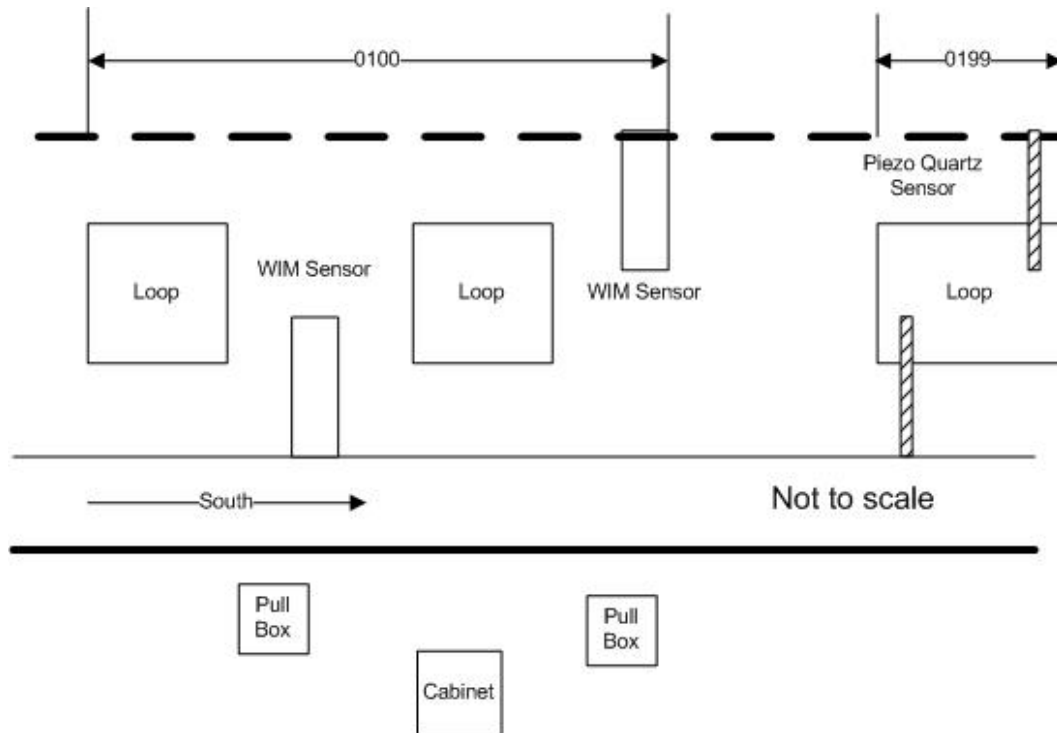 0100
0199
Piezo Quartz
Sensor
WIM Sensor
Loop
Loop
WIM Sensor
Loop
South
Not to scale
Pull
Box
Pull
Box
Cabinet